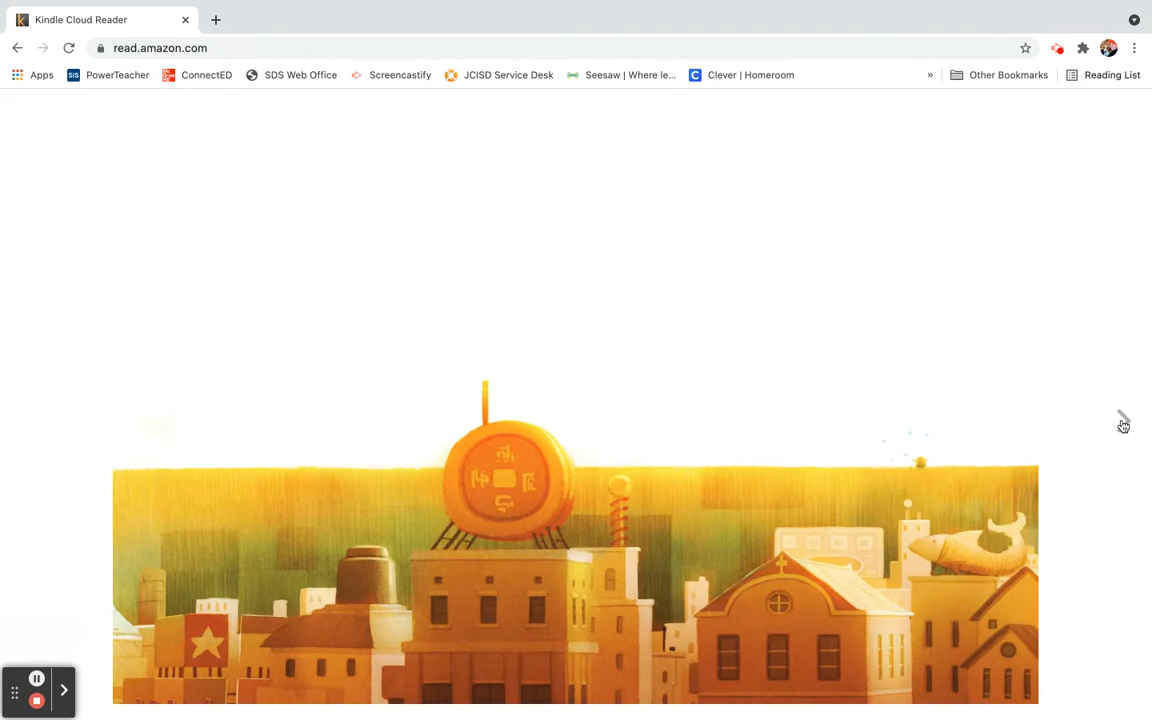 Kindle Cloud Reader
read.amazon.com
Apps SIS PowerTeacher ConnectED SDS Web Office Screencastify JCISD Service Desk Seesaw | Where le... C Clever | Homeroom » Other Bookmarks Reading List